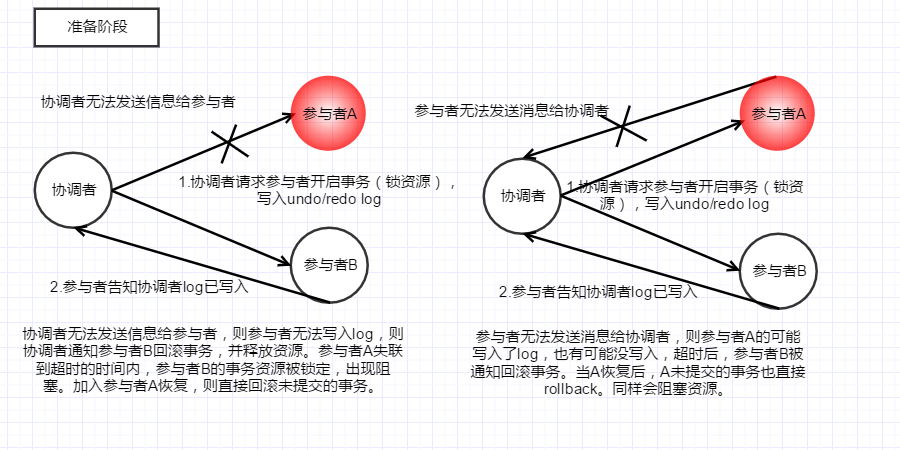 准备阶段
协调者无法发送信息给参与者
参与者A
协调者
1.协调者请求参与者开启事务（锁资源），
写入undo/redo log
参与者B
2.参与者告知协调者log已写入
协调者无法发送信息给参与者，则参与者无法写入log，则
协调者通知参与者B回滚事务，并释放资源。参与者A失联
到超时的时间内，参与者B的事务资源被锁定，出现阻
塞。加入参与者A恢复，则直接回滚未提交的事务。
参与者无法发送消息给协调者
参与者A
协调者
1.协调者请求参与者开启事务（锁资
源），写入undo/redo log
参与者B
2.参与者告知协调者log已写入
参与者无法发送消息给协调者，则参与者A的可能
写入了log，也有可能没写入，超时后，参与者B被
通知回滚事务。当A恢复后，A未提交的事务也直接
rollback。同样会阻塞资源。